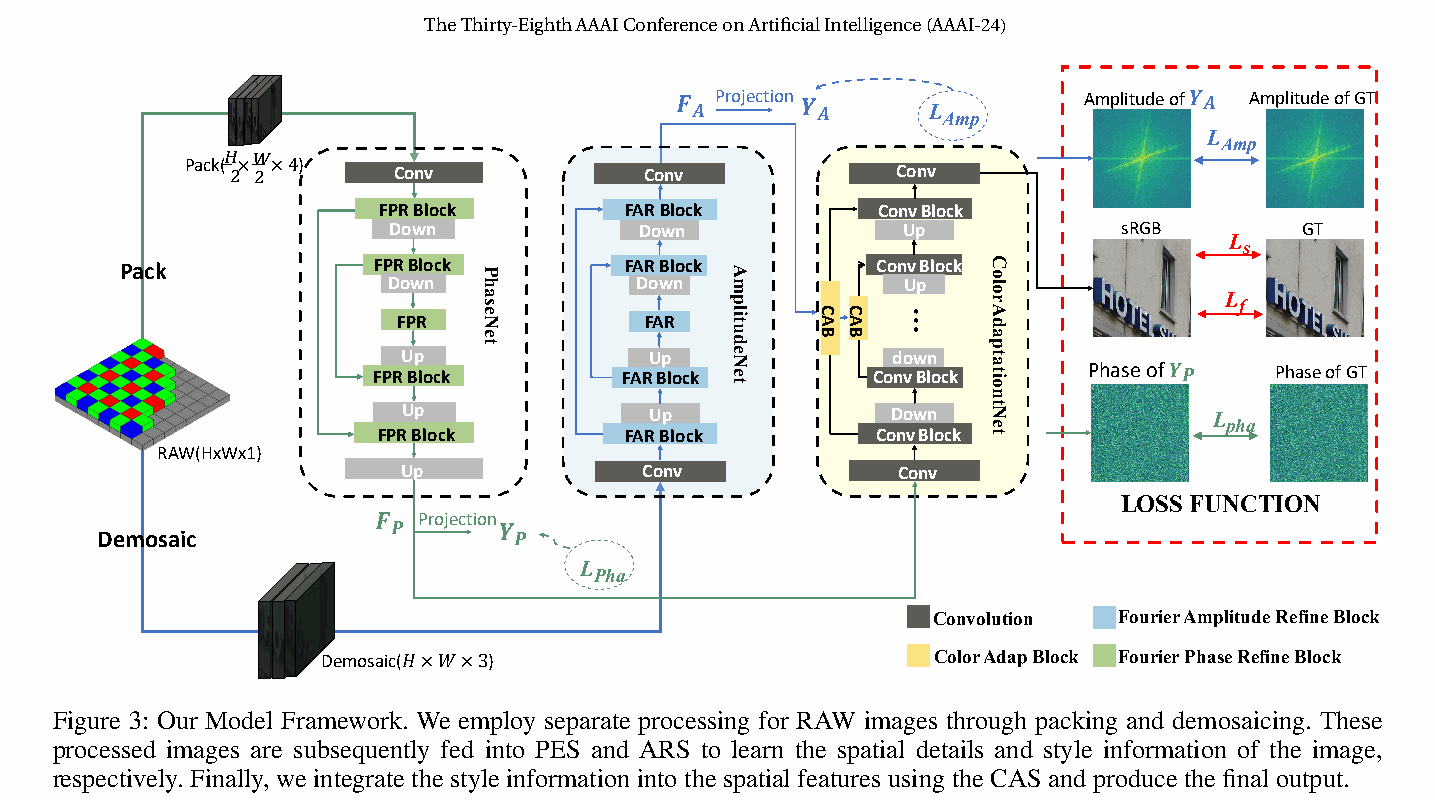 The Thirty-Eighth AAAI Conference on Artificial Intelligence (AAAI-24)
Pack(H/2 × W/2 × 4)
Pack
RAW(HxWx1)
Demosaic
Demosaic(H × W × 3)
Conv
FPR Block
Down
FPR Block
Down
FPR
Up
FPR Block
Up
FPR Block
Up
PhaseNet
F_P Projection Y_P
L_Pha
F_A Projection Y_A
L_Amp
Conv
FAR Block
Down
FAR Block
Down
FAR
Up
FAR Block
Up
FAR Block
Conv
AmplitudeNet
Conv
Conv Block
Up
Conv Block
Up
CAB
CAB
...
down
Conv Block
Down
Conv Block
Conv
ColorAdaptationtNet
Amplitude of Y_A
Amplitude of GT
L_Amp
sRGB
GT
L_s
L_f
HOTEL
HOTEL
Phase of Y_P
Phase of GT
L_pha
LOSS FUNCTION
Convolution
Fourier Amplitude Refine Block
Color Adap Block
Fourier Phase Refine Block
Figure 3: Our Model Framework. We employ separate processing for RAW images through packing and demosaicing. These
processed images are subsequently fed into PES and ARS to learn the spatial details and style information of the image,
respectively. Finally, we integrate the style information into the spatial features using the CAS and produce the final output.